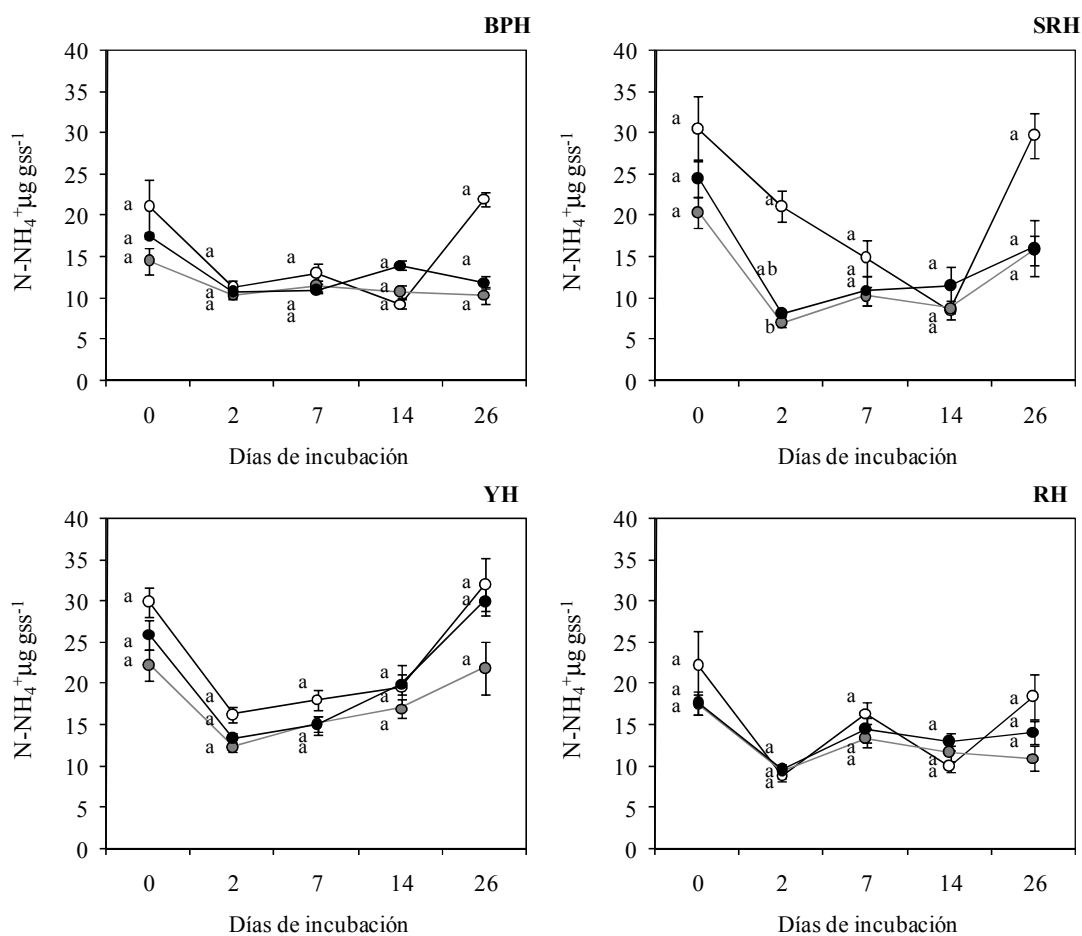 BPH
40
35
30
25
20
15
10
5
0
N-NH₄⁺µg gss⁻¹
a a a
a a a
a a a
a a a
a a
0 2 7 14 26
Días de incubación
SRH
40
35
30
25
20
15
10
5
0
N-NH₄⁺µg gss⁻¹
a a a
a ab b
a a a
a a a
a a a
0 2 7 14 26
Días de incubación
YH
40
35
30
25
20
15
10
5
0
N-NH₄⁺µg gss⁻¹
a a a
a a a
a a a
a a a
a a a
0 2 7 14 26
Días de incubación
RH
40
35
30
25
20
15
10
5
0
N-NH₄⁺µg gss⁻¹
a a a
a a a
a a a
a a a
a a a
0 2 7 14 26
Días de incubación